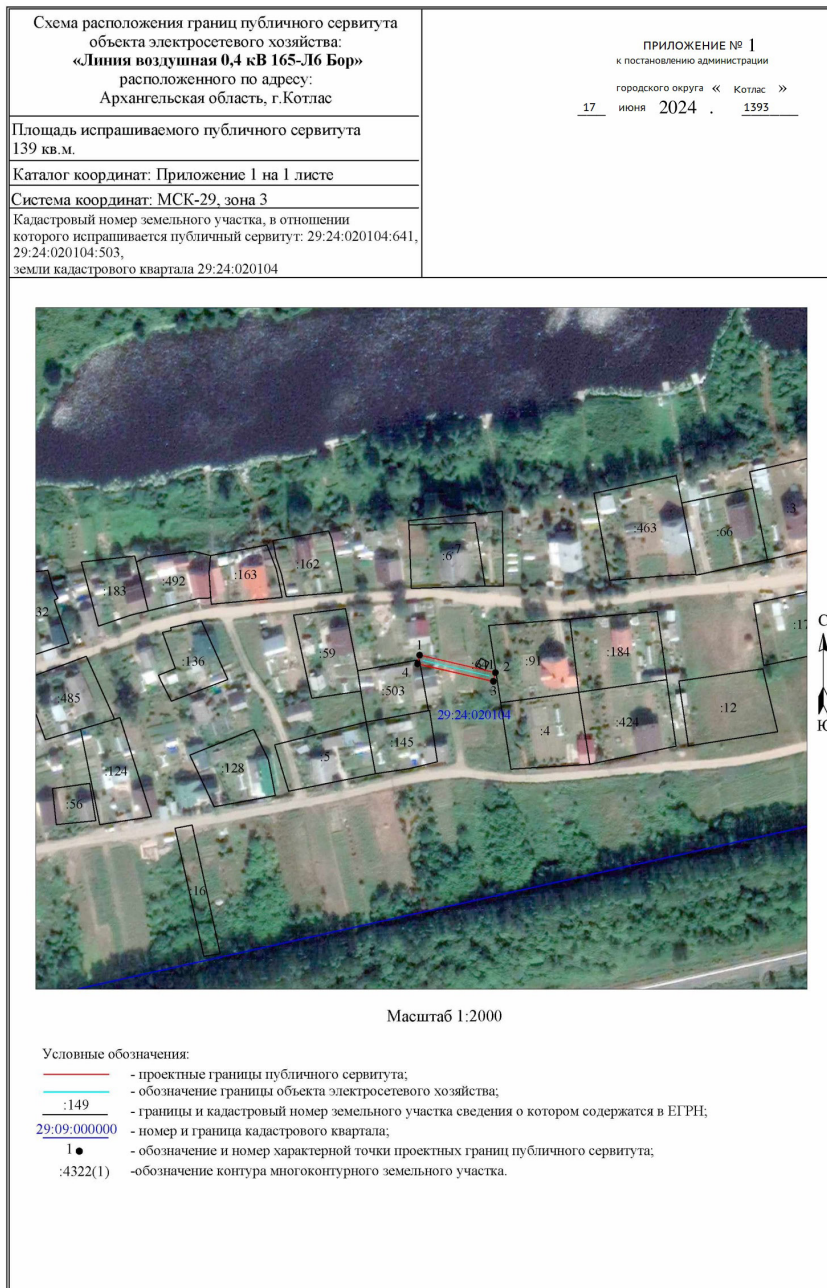 Схема расположения границ публичного сервитута
объекта электросетевого хозяйства:
«Линия воздушная 0,4 кВ 165-Л6 Бор»
расположенного по адресу:
Архангельская область, г.Котлас
Площадь испрашиваемого публичного сервитута
139 кв.м.
Каталог координат: Приложение 1 на 1 листе
Система координат: МСК-29, зона 3
Кадастровый номер земельного участка, в отношении
которого испрашивается публичный сервитут: 29:24:020104:641,
29:24:020104:503,
земли кадастрового квартала 29:24:020104
ПРИЛОЖЕНИЕ № 1
к постановлению администрации
городского округа « Котлас »
17 июня 2024 . 1393
:3
:463
:66
:67
:162
:163
:492
:183
32
:17
:59
:136
1
2
3
4
:91
:184
:503
:485
29:24:020104
:12
:4
:424
:145
:5
:128
:124
:56
:16
С
Ю
Масштаб 1:2000
Условные обозначения:
- проектные границы публичного сервитута;
- обозначение границы объекта электросетевого хозяйства;
:149 - границы и кадастровый номер земельного участка сведения о котором содержатся в ЕГРН;
29:09:000000 - номер и граница кадастрового квартала;
1 - обозначение и номер характерной точки проектных границ публичного сервитута;
:4322(1) -обозначение контура многоконтурного земельного участка.